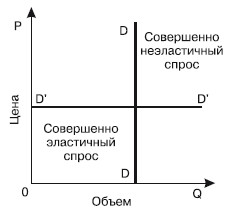 P
D
Совершенно
неэластичный
спрос
Цена
D'
D'
Совершенно
эластичный
спрос
D
0
Объем
Q